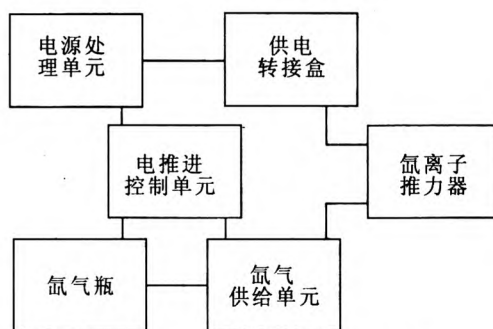 电源处
理单元
供电
转接盒
电推进
控制单元
氙离子
推力器
氙气瓶
氙气
供给单元